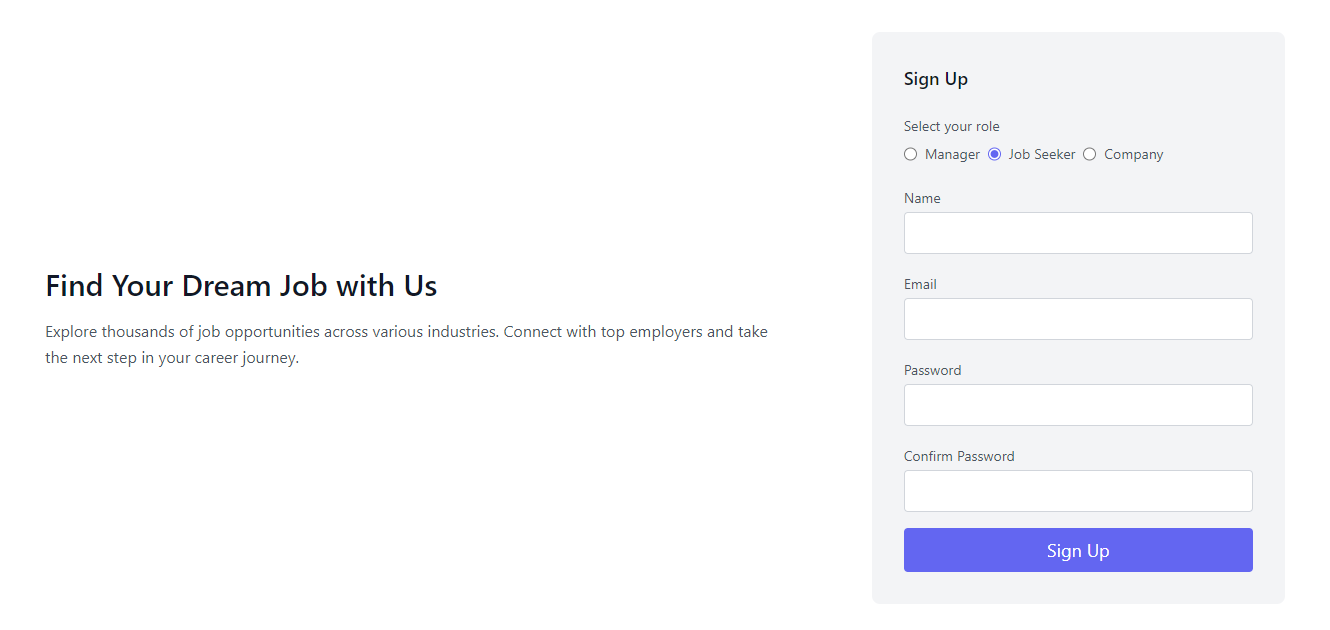 Find Your Dream Job with Us
Explore thousands of job opportunities across various industries. Connect with top employers and take
the next step in your career journey.
Sign Up
Select your role
Manager Job Seeker Company
Name
Email
Password
Confirm Password
Sign Up